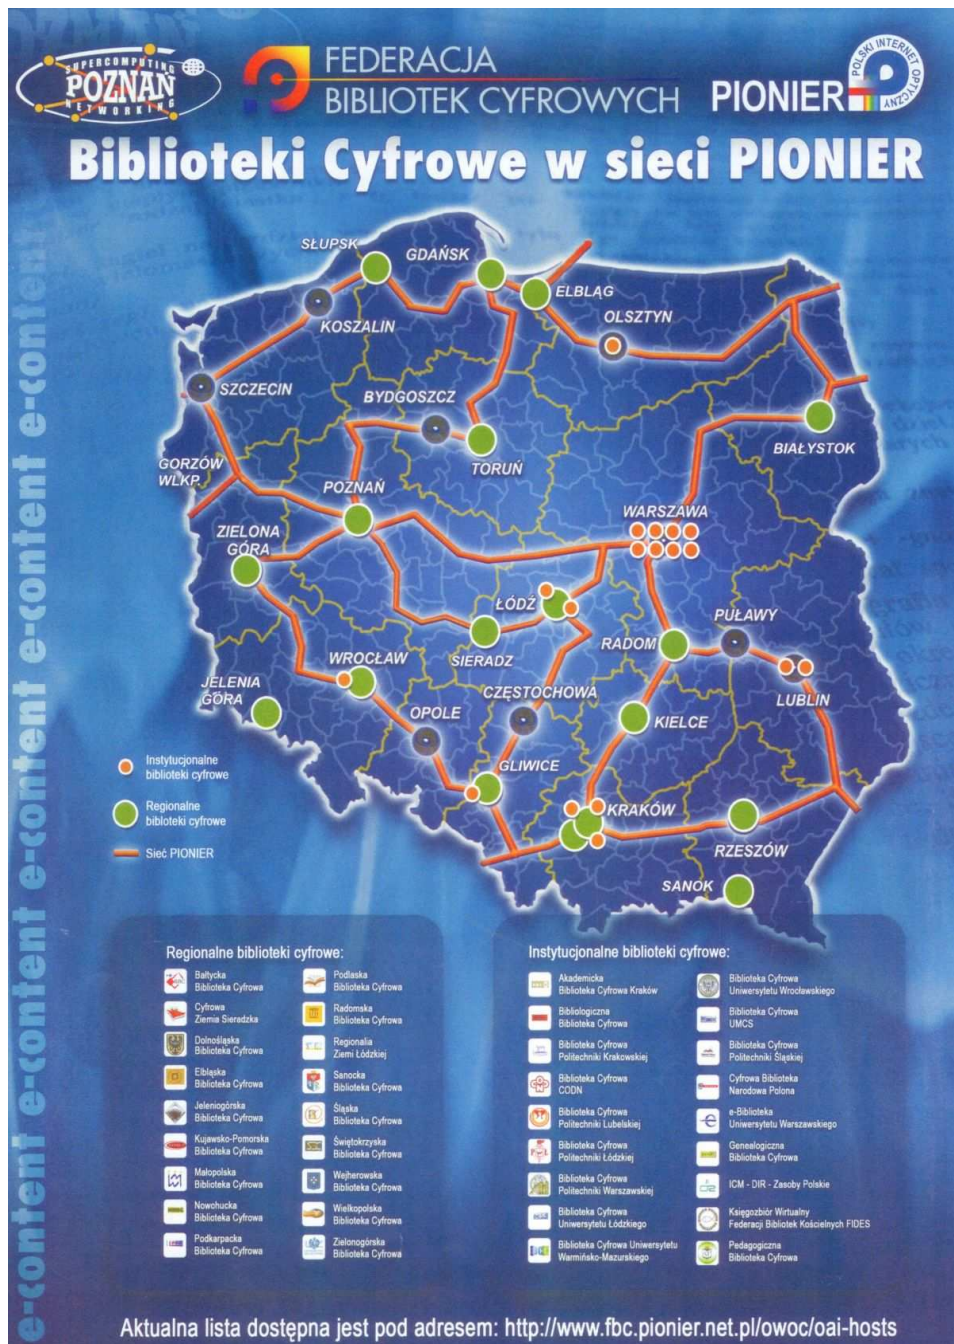 SUPERCOMPUTING
POZNAŃ
NETWORKING
FEDERACJA
BIBLIOTEK CYFROWYCH
PIONIER
POLSKI INTERNET OPTYCZNY
Biblioteki Cyfrowe w sieci PIONIER
e-content e-content e-content e-content e-content e-content
SŁUPSK
GDAŃSK
ELBLĄG
KOSZALIN
OLSZTYN
SZCZECIN
BYDGOSZCZ
TORUŃ
BIAŁYSTOK
GORZÓW
WLKP.
POZNAŃ
WARSZAWA
ZIELONA
GÓRA
ŁÓDŹ
PUŁAWY
RADOM
SIERADZ
WROCŁAW
LUBLIN
JELENIA
GÓRA
CZĘSTOCHOWA
OPOLE
KIELCE
GLIWICE
KRAKÓW
RZESZÓW
SANOK
Instytucjonalne
biblioteki cyfrowe
Regionalne
bibloteki cyfrowe
Sieć PIONIER
Regionalne biblioteki cyfrowe:
Bałtycka
Biblioteka Cyfrowa
Cyfrowa
Ziemia Sieradzka
Dolnośląska
Biblioteka Cyfrowa
Elbląska
Biblioteka Cyfrowa
Jeleniogórska
Biblioteka Cyfrowa
Kujawsko-Pomorska
Biblioteka Cyfrowa
Małopolska
Biblioteka Cyfrowa
Nowohucka
Biblioteka Cyfrowa
Podkarpacka
Biblioteka Cyfrowa
Podlaska
Biblioteka Cyfrowa
Radomska
Biblioteka Cyfrowa
Regionalia
Ziemi Łódzkiej
Sanocka
Biblioteka Cyfrowa
Śląska
Biblioteka Cyfrowa
Świętokrzyska
Biblioteka Cyfrowa
Wejherowska
Biblioteka Cyfrowa
Wielkopolska
Biblioteka Cyfrowa
Zielonogórska
Biblioteka Cyfrowa
Instytucjonalne biblioteki cyfrowe:
Akademicka
Biblioteka Cyfrowa Kraków
Bibliologiczna
Biblioteka Cyfrowa
Biblioteka Cyfrowa
Politechniki Krakowskiej
Biblioteka Cyfrowa
CODN
Biblioteka Cyfrowa
Politechniki Lubelskiej
Biblioteka Cyfrowa
Politechniki Łódzkiej
Biblioteka Cyfrowa
Politechniki Warszawskiej
Biblioteka Cyfrowa
Uniwersytetu Łódzkiego
Biblioteka Cyfrowa Uniwersytetu
Warmińsko-Mazurskiego
Biblioteka Cyfrowa
Uniwersytetu Wrocławskiego
Biblioteka Cyfrowa
UMCS
Biblioteka Cyfrowa
Politechniki Śląskiej
Cyfrowa Biblioteka
Narodowa Polona
e-Biblioteka
Uniwersytetu Warszawskiego
Genealogiczna
Biblioteka Cyfrowa
ICM - DIR - Zasoby Polskie
Księgozbiór Wirtualny
Federacji Bibliotek Kościelnych FIDES
Pedagogiczna
Biblioteka Cyfrowa
Aktualna lista dostępna jest pod adresem: http://www.fbc.pionier.net.pl/owoc/oai-hosts